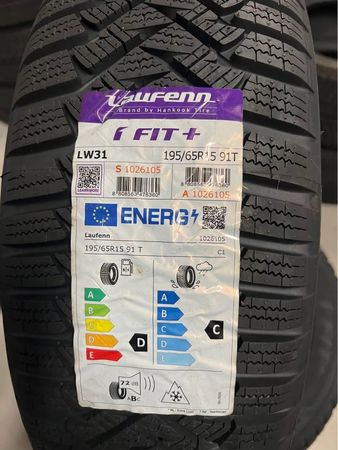 Laufenn
Brand by Hankook Tire
i FIT+
LW31
195/65R15 91T
S 1026105
A 1026105
ENERG
Laufenn
1026105
195/65R15 91 T
C1
A
A
B
B
C
C
C
D
D
D
E
E
72 dB
ABC